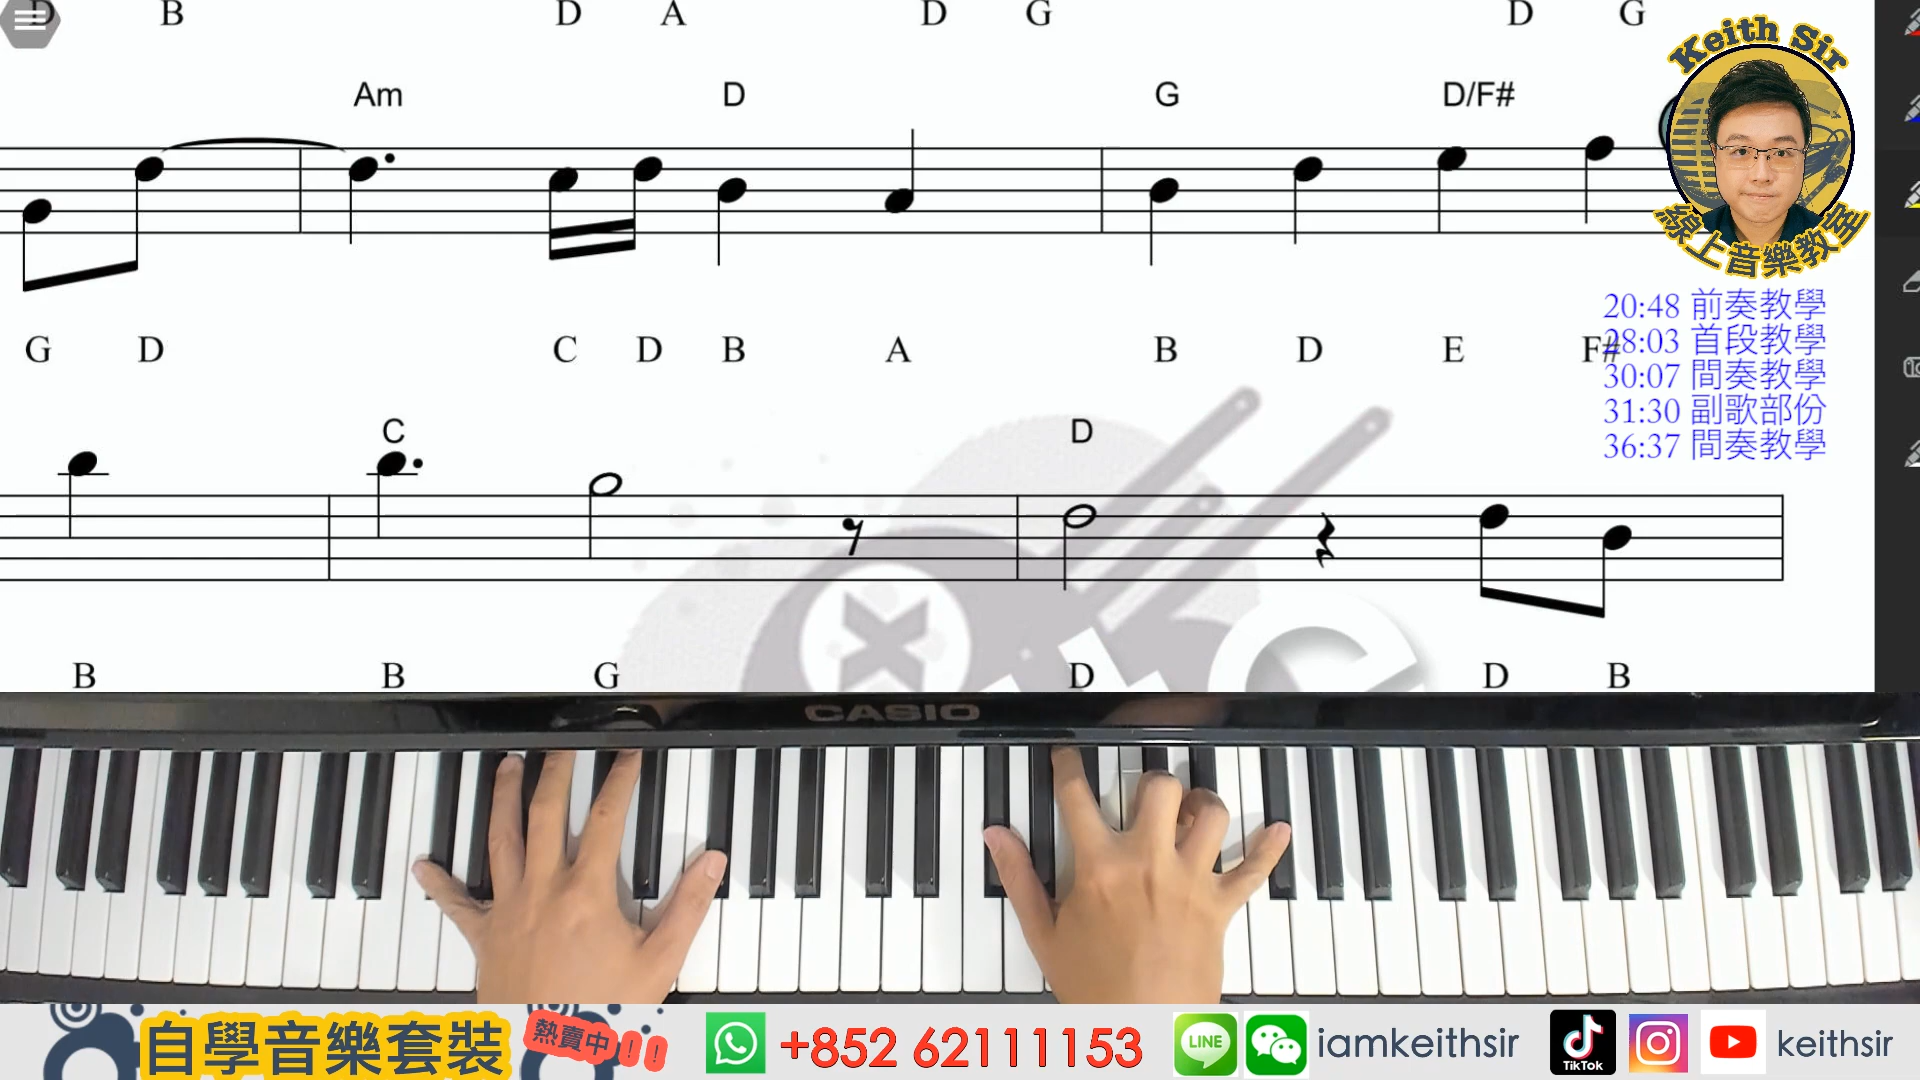 D B D A D G D G
Keith Sir
Am D G D/F#
線上音樂教室
20:48 前奏教學
28:03 首段教學
30:07 間奏教學
31:30 副歌部份
36:37 間奏教學
G D C D B A B D E F#
C D
B B G D D B
CASIO
自學音樂套裝 熱賣中!! +852 62111153 LINE iamkeithsir TikTok keithsir